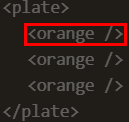 <plate>
<orange />
<orange />
<orange />
</plate>